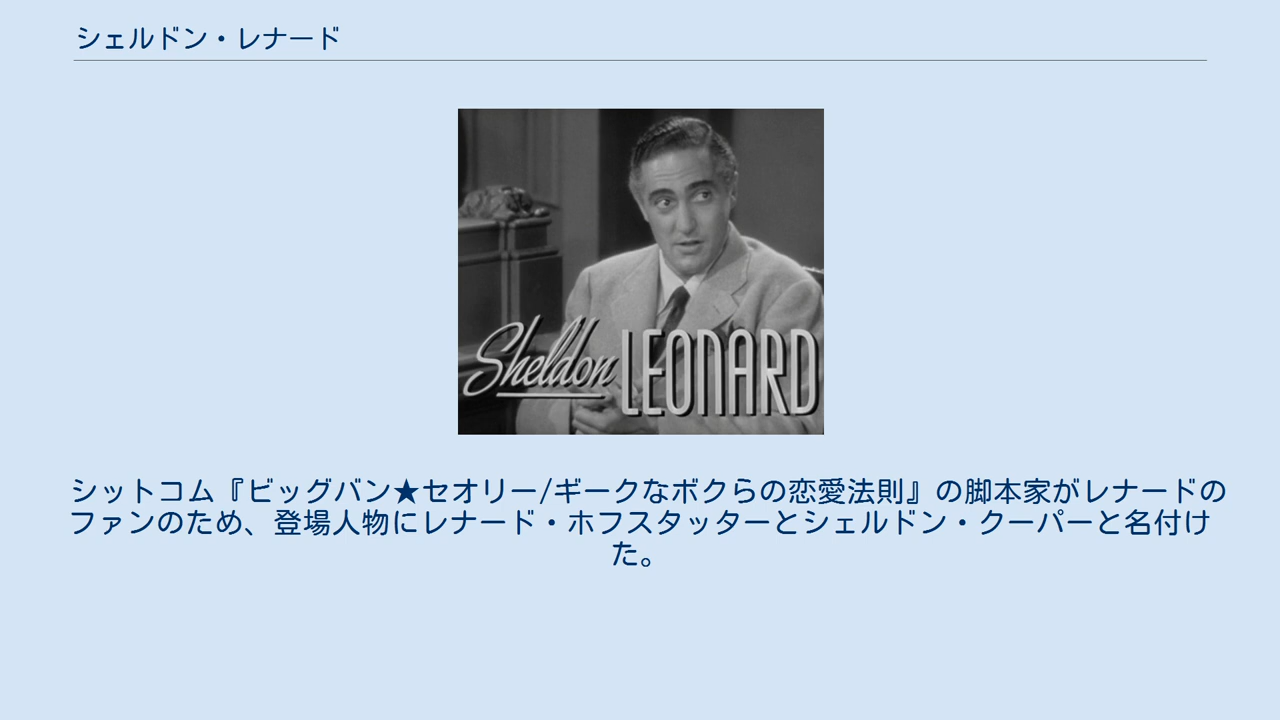 シェルドン・レナード
Sheldon LEONARD
シットコム『ビッグバン★セオリー/ギークなボクらの恋愛法則』の脚本家がレナードの
ファンのため、登場人物にレナード・ホフスタッターとシェルドン・クーパーと名付け
た。